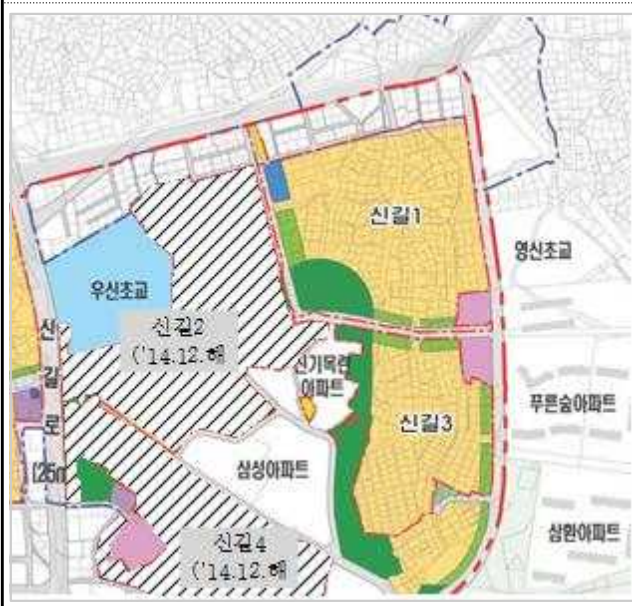 신길1
영신초교
우신초교
신길2
('14.12.해
신기목련
아파트
신길로
(25m
신길3
푸른숲아파트
삼성아파트
신길4
('14.12.해
삼환아파트